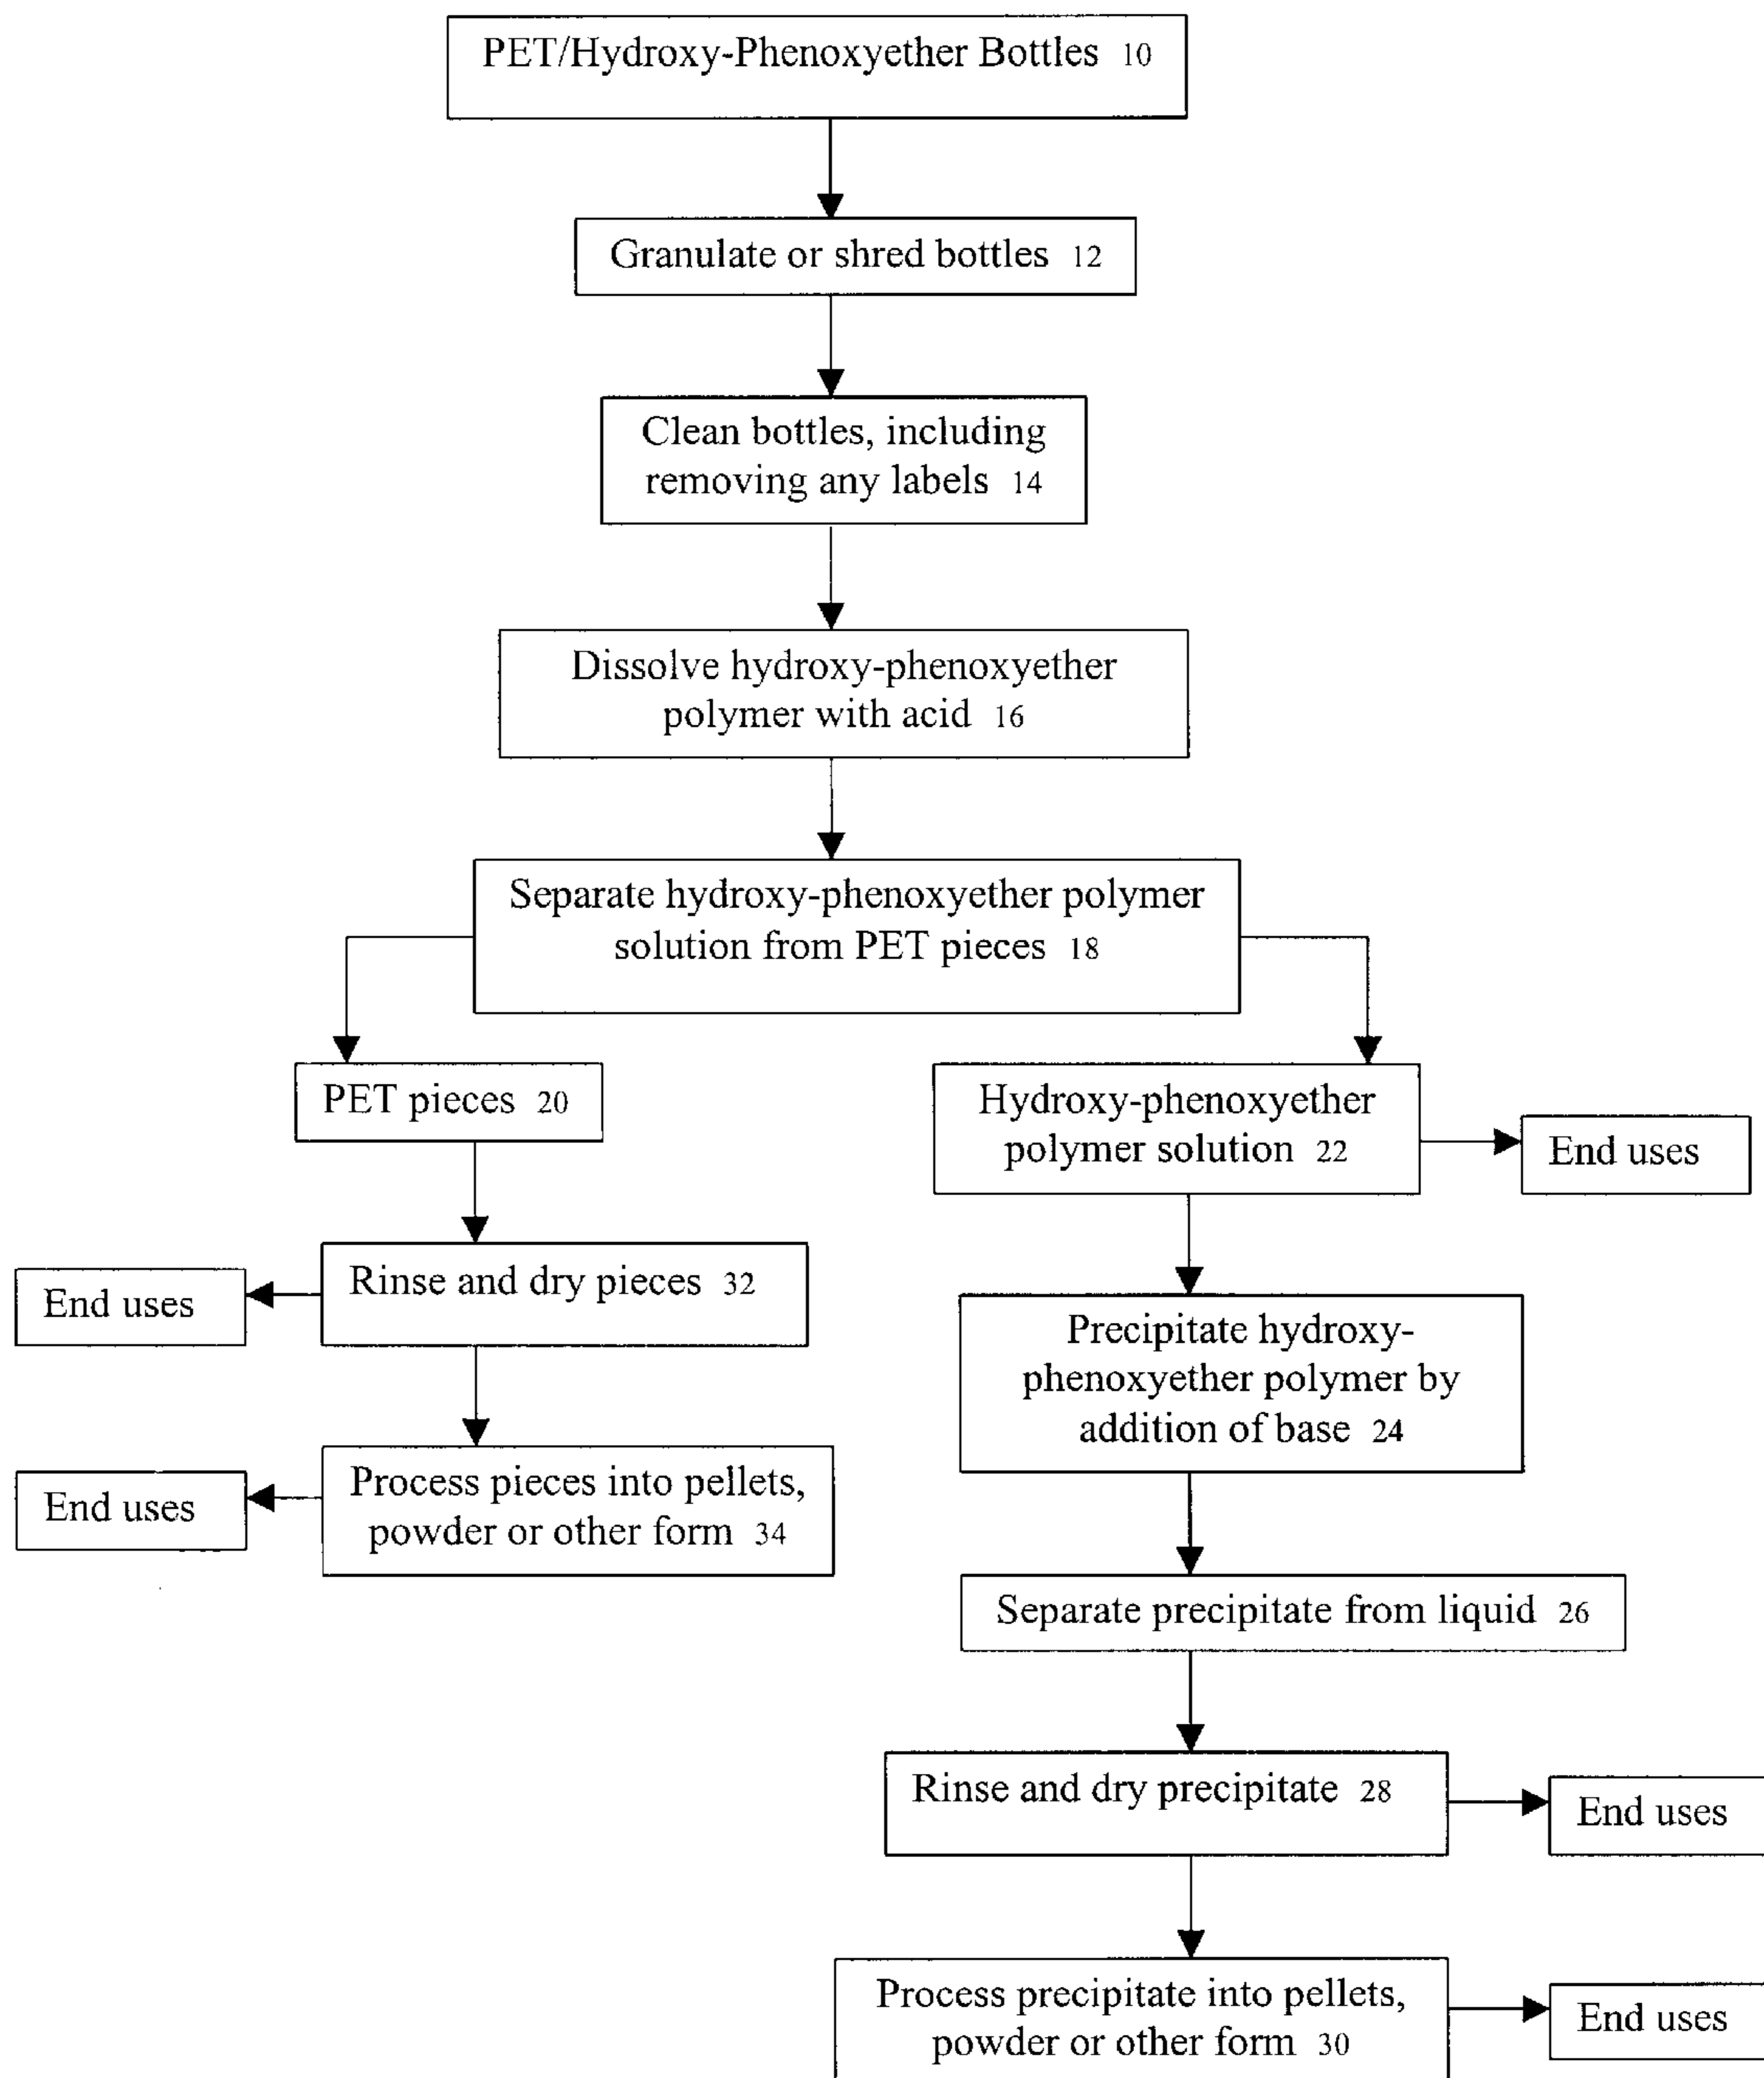 PET/Hydroxy-Phenoxyether Bottles 10
Granulate or shred bottles 12
Clean bottles, including
removing any labels 14
Dissolve hydroxy-phenoxyether
polymer with acid 16
Separate hydroxy-phenoxyether polymer
solution from PET pieces 18
PET pieces 20
Hydroxy-phenoxyether
polymer solution 22
End uses
Rinse and dry pieces 32
End uses
Precipitate hydroxy-
phenoxyether polymer by
addition of base 24
Process pieces into pellets,
powder or other form 34
End uses
Separate precipitate from liquid 26
Rinse and dry precipitate 28
End uses
Process precipitate into pellets,
powder or other form 30
End uses